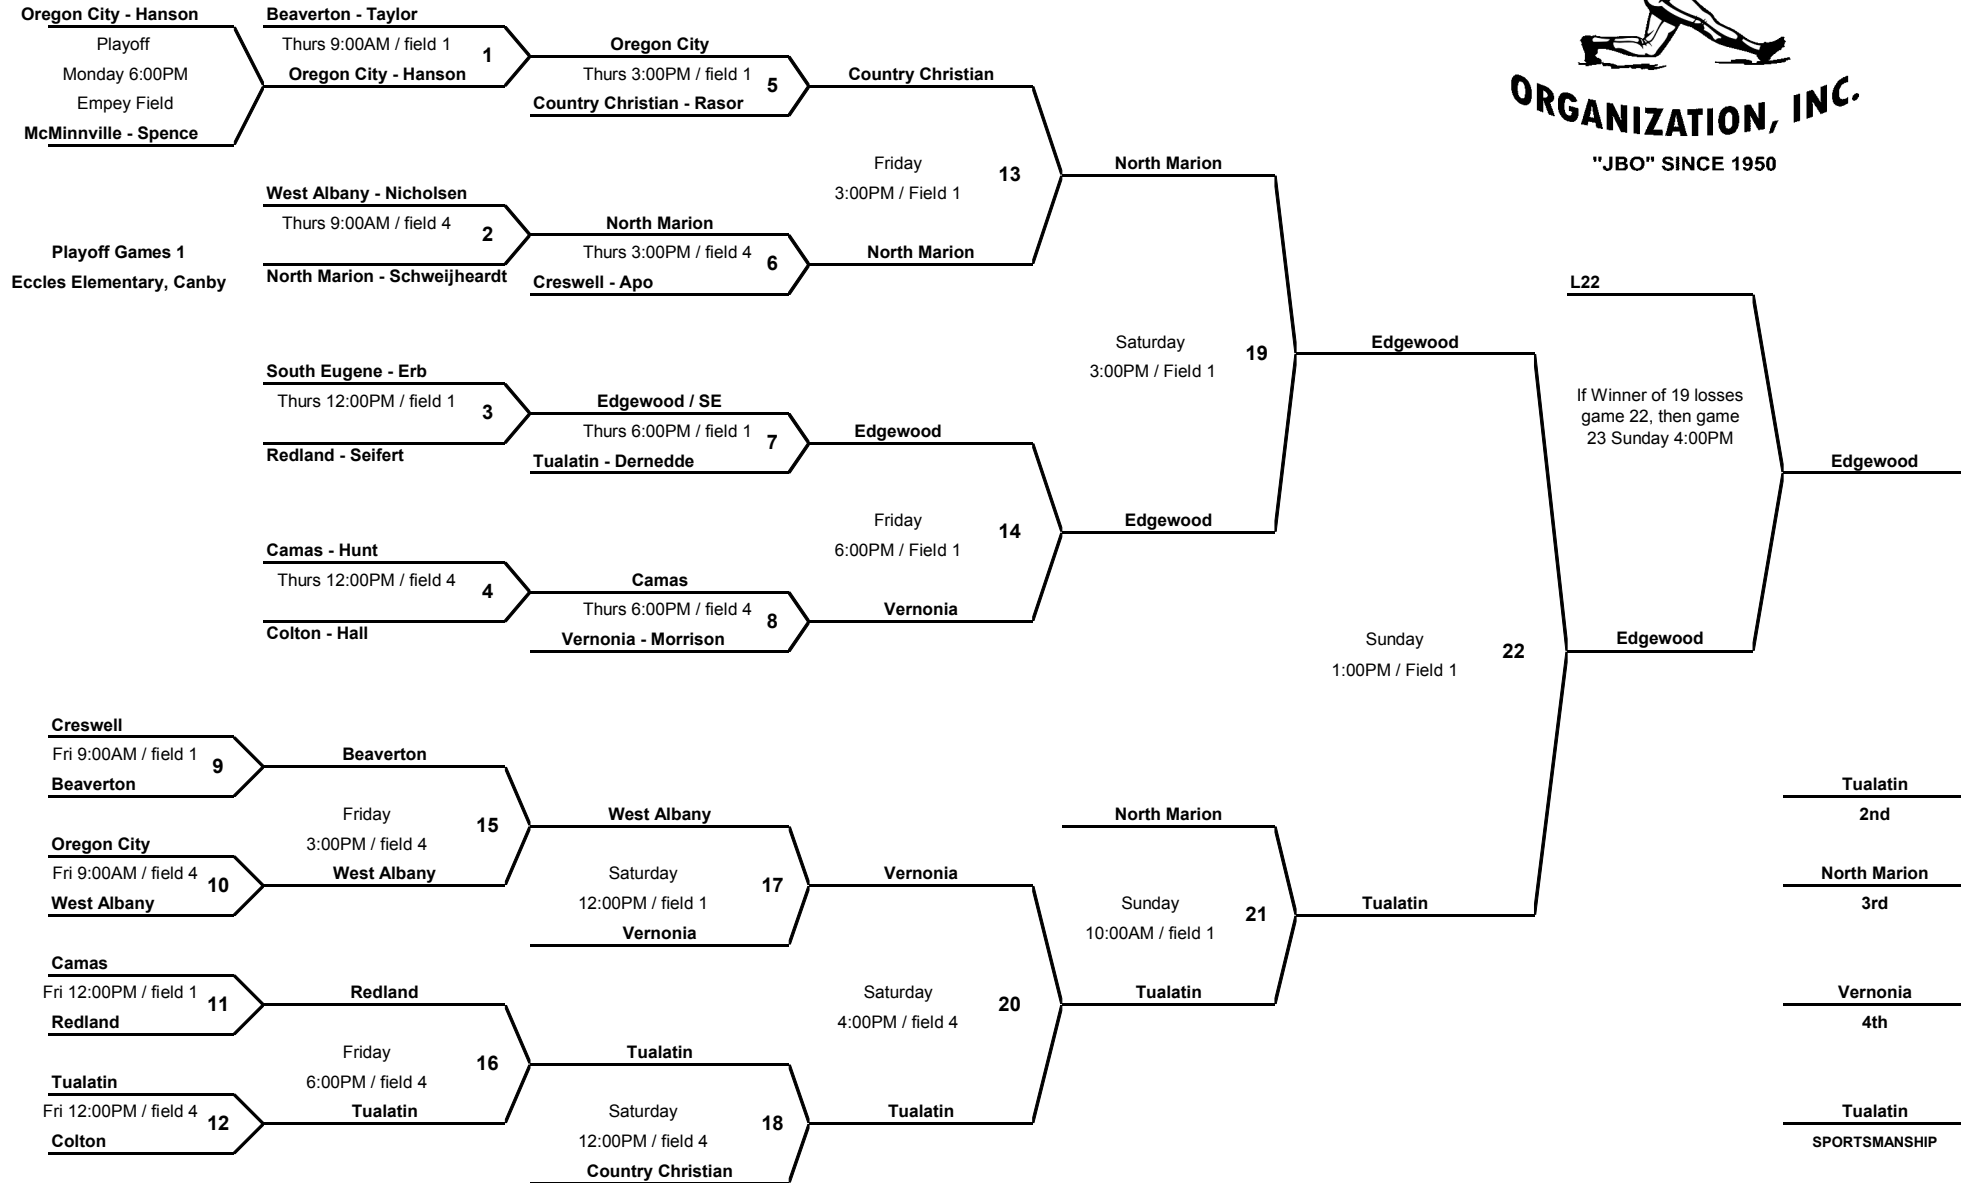 ORGANIZATION, INC.
"JBO" SINCE 1950
Oregon City - Hanson
Playoff
Monday 6:00PM
Empey Field
McMinnville - Spence
Playoff Games 1
Eccles Elementary, Canby
Beaverton - Taylor
Thurs 9:00AM / field 1
1
Oregon City - Hanson
West Albany - Nicholsen
Thurs 9:00AM / field 4
2
North Marion - Schweijheardt
South Eugene - Erb
Thurs 12:00PM / field 1
3
Redland - Seifert
Camas - Hunt
Thurs 12:00PM / field 4
4
Colton - Hall
Oregon City
Thurs 3:00PM / field 1
5
Country Christian - Rasor
North Marion
Thurs 3:00PM / field 4
6
Creswell - Apo
Edgewood / SE
Thurs 6:00PM / field 1
7
Tualatin - Dernedde
Camas
Thurs 6:00PM / field 4
8
Vernonia - Morrison
Country Christian
Friday
13
3:00PM / Field 1
North Marion
Edgewood
Friday
14
6:00PM / Field 1
Vernonia
North Marion
Saturday
19
3:00PM / Field 1
Edgewood
Edgewood
Sunday
22
1:00PM / Field 1
L22
If Winner of 19 losses
game 22, then game
23 Sunday 4:00PM
Edgewood
Edgewood
Creswell
Fri 9:00AM / field 1
9
Beaverton
Oregon City
Fri 9:00AM / field 4
10
West Albany
Camas
Fri 12:00PM / field 1
11
Redland
Tualatin
Fri 12:00PM / field 4
12
Colton
Beaverton
Friday
15
3:00PM / field 4
West Albany
Redland
Friday
16
6:00PM / field 4
Tualatin
West Albany
Saturday
17
12:00PM / field 1
Vernonia
Tualatin
Saturday
18
12:00PM / field 4
Country Christian
Vernonia
Saturday
20
4:00PM / field 4
Tualatin
North Marion
Sunday
21
10:00AM / field 1
Tualatin
Tualatin
Tualatin
2nd
North Marion
3rd
Vernonia
4th
Tualatin
SPORTSMANSHIP